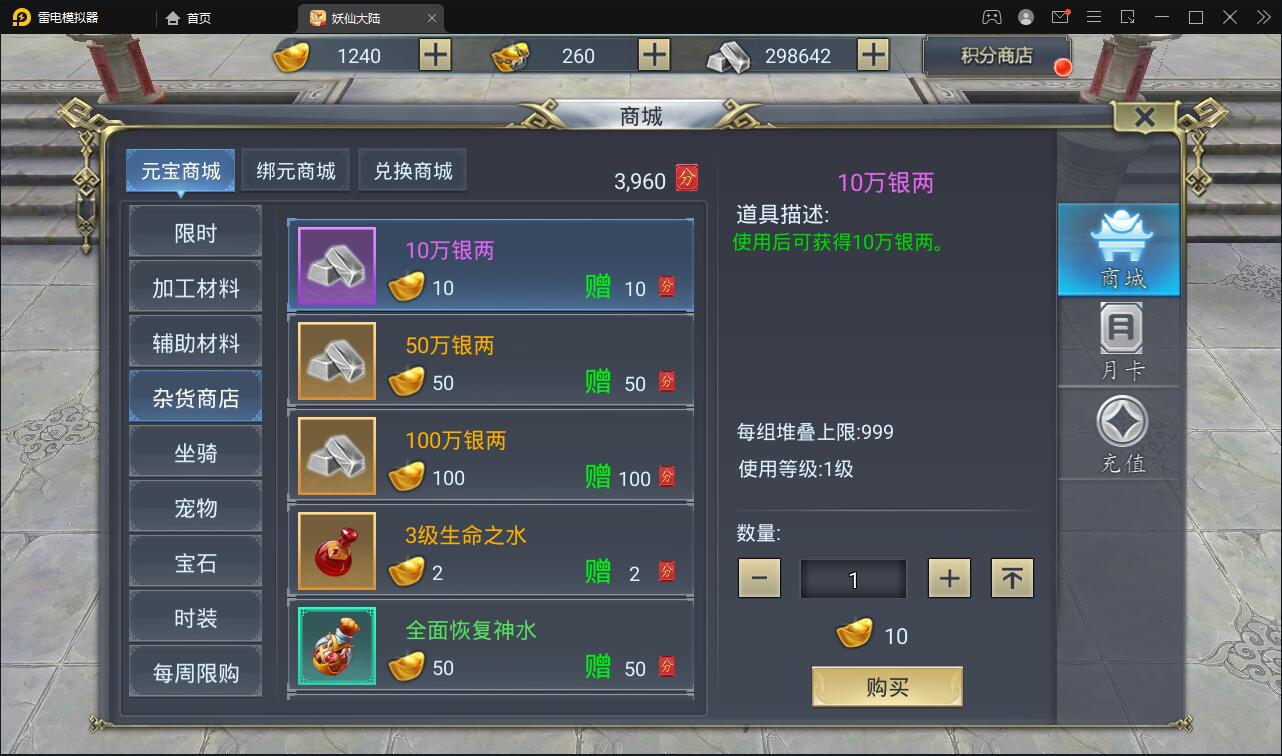 雷电模拟器
首页
妖仙大陆
1240
260
298642
积分商店
商城
元宝商城
绑元商城
兑换商城
3,960 分
限时
加工材料
辅助材料
杂货商店
坐骑
宠物
宝石
时装
每周限购
10万银两
10 赠 10 分
50万银两
50 赠 50 分
100万银两
100 赠 100 分
3级生命之水
2 赠 2 分
全面恢复神水
50 赠 50 分
10万银两
道具描述:
使用后可获得10万银两。
每组堆叠上限:999
使用等级:1级
数量:
1
10
购买
商城
月
月卡
充值